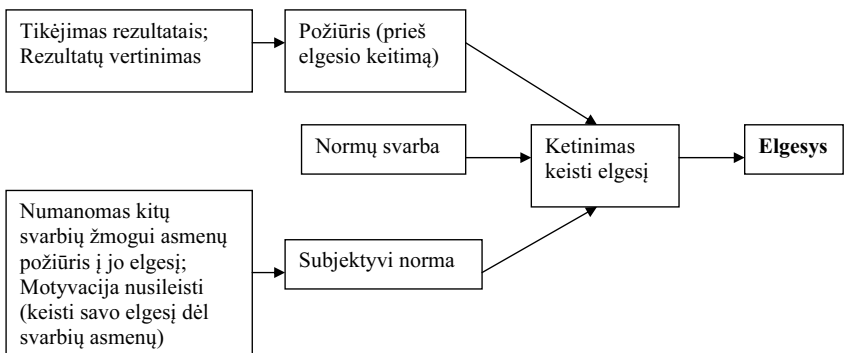 Tikėjimas rezultatais;
Rezultatų vertinimas
Požiūris (prieš
elgesio keitimą)
Normų svarba
Ketinimas
keisti elgesį
Elgesys
Numanomas kitų
svarbių žmogui asmenų
požiūris į jo elgesį;
Motyvacija nusileisti
(keisti savo elgesį dėl
svarbių asmenų)
Subjektyvi norma